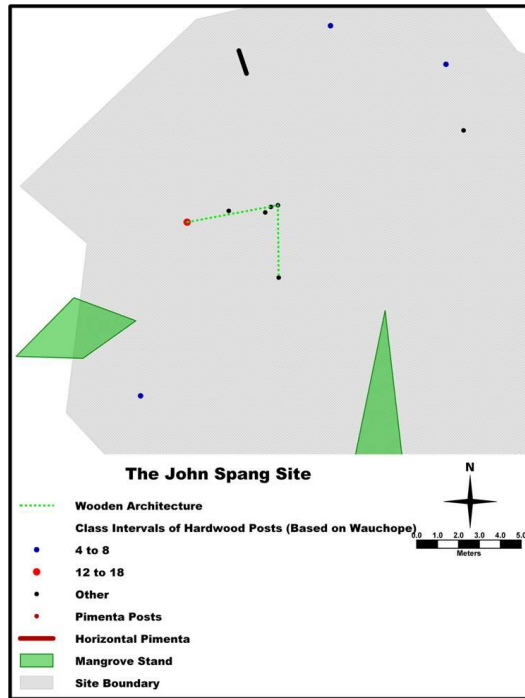 The John Spang Site
N
Wooden Architecture
Class Intervals of Hardwood Posts (Based on Wauchope)
0.0 1.0 2.0 3.0 4.0 5.0
Meters
4 to 8
12 to 18
Other
Pimenta Posts
Horizontal Pimenta
Mangrove Stand
Site Boundary